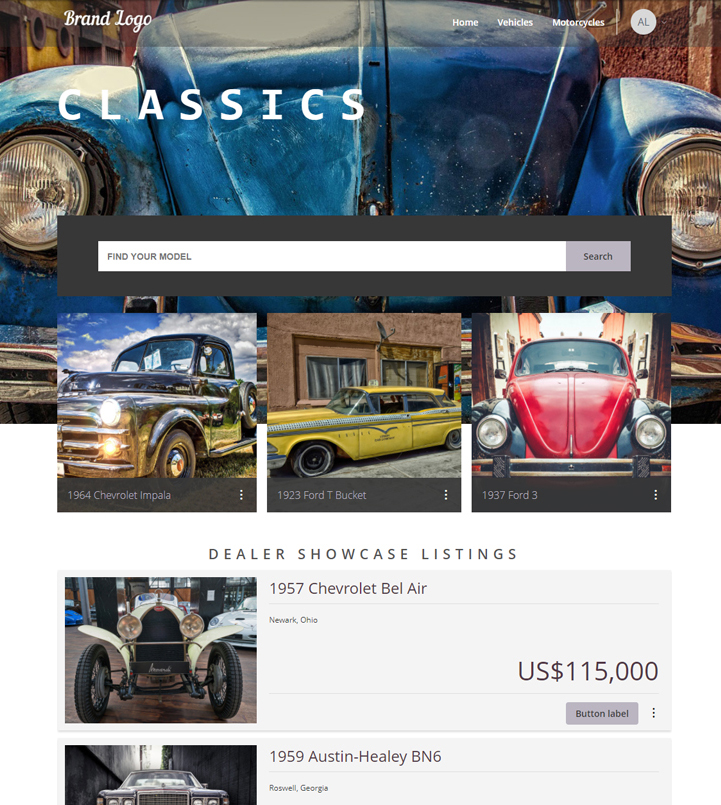 Brand Logo
Home Vehicles Motorcycles AL
CLASSICS
FIND YOUR MODEL Search
1964 Chevrolet Impala
1923 Ford T Bucket
1937 Ford 3
DEALER SHOWCASE LISTINGS
1957 Chevrolet Bel Air
Newark, Ohio
US$115,000
Button label
1959 Austin-Healey BN6
Roswell, Georgia